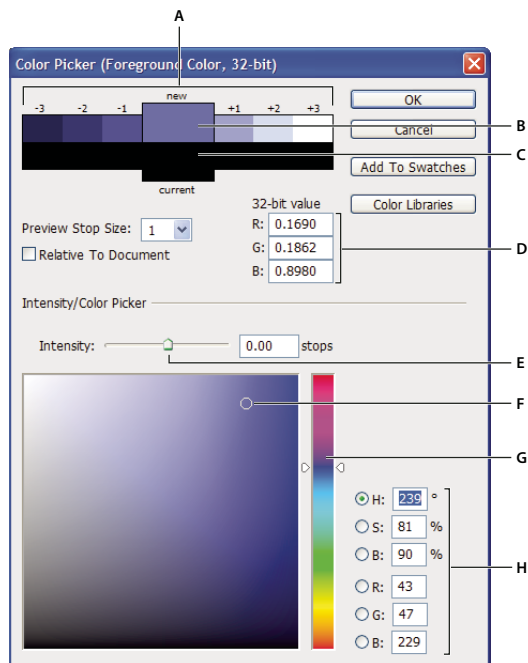 A
Color Picker (Foreground Color, 32-bit)
new
-3 -2 -1 +1 +2 +3
OK
B
Cancel
C
Add To Swatches
current
32-bit value
Color Libraries
Preview Stop Size: 1
R: 0.1690
Relative To Document
G: 0.1862
D
B: 0.8980
Intensity/Color Picker
Intensity: 0.00 stops
E
F
G
H: 239 °
S: 81 %
B: 90 %
H
R: 43
G: 47
B: 229